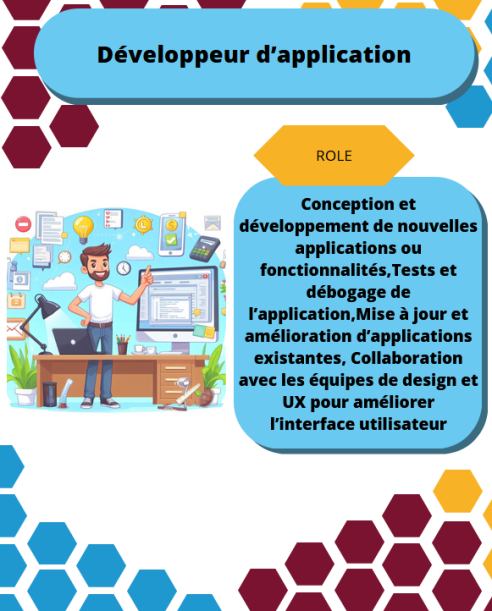 Développeur d’application
ROLE
Conception et
développement de nouvelles
applications ou
fonctionnalités,Tests et
débogage de
l’application,Mise à jour et
amélioration d’applications
existantes, Collaboration
avec les équipes de design et
UX pour améliorer
l’interface utilisateur